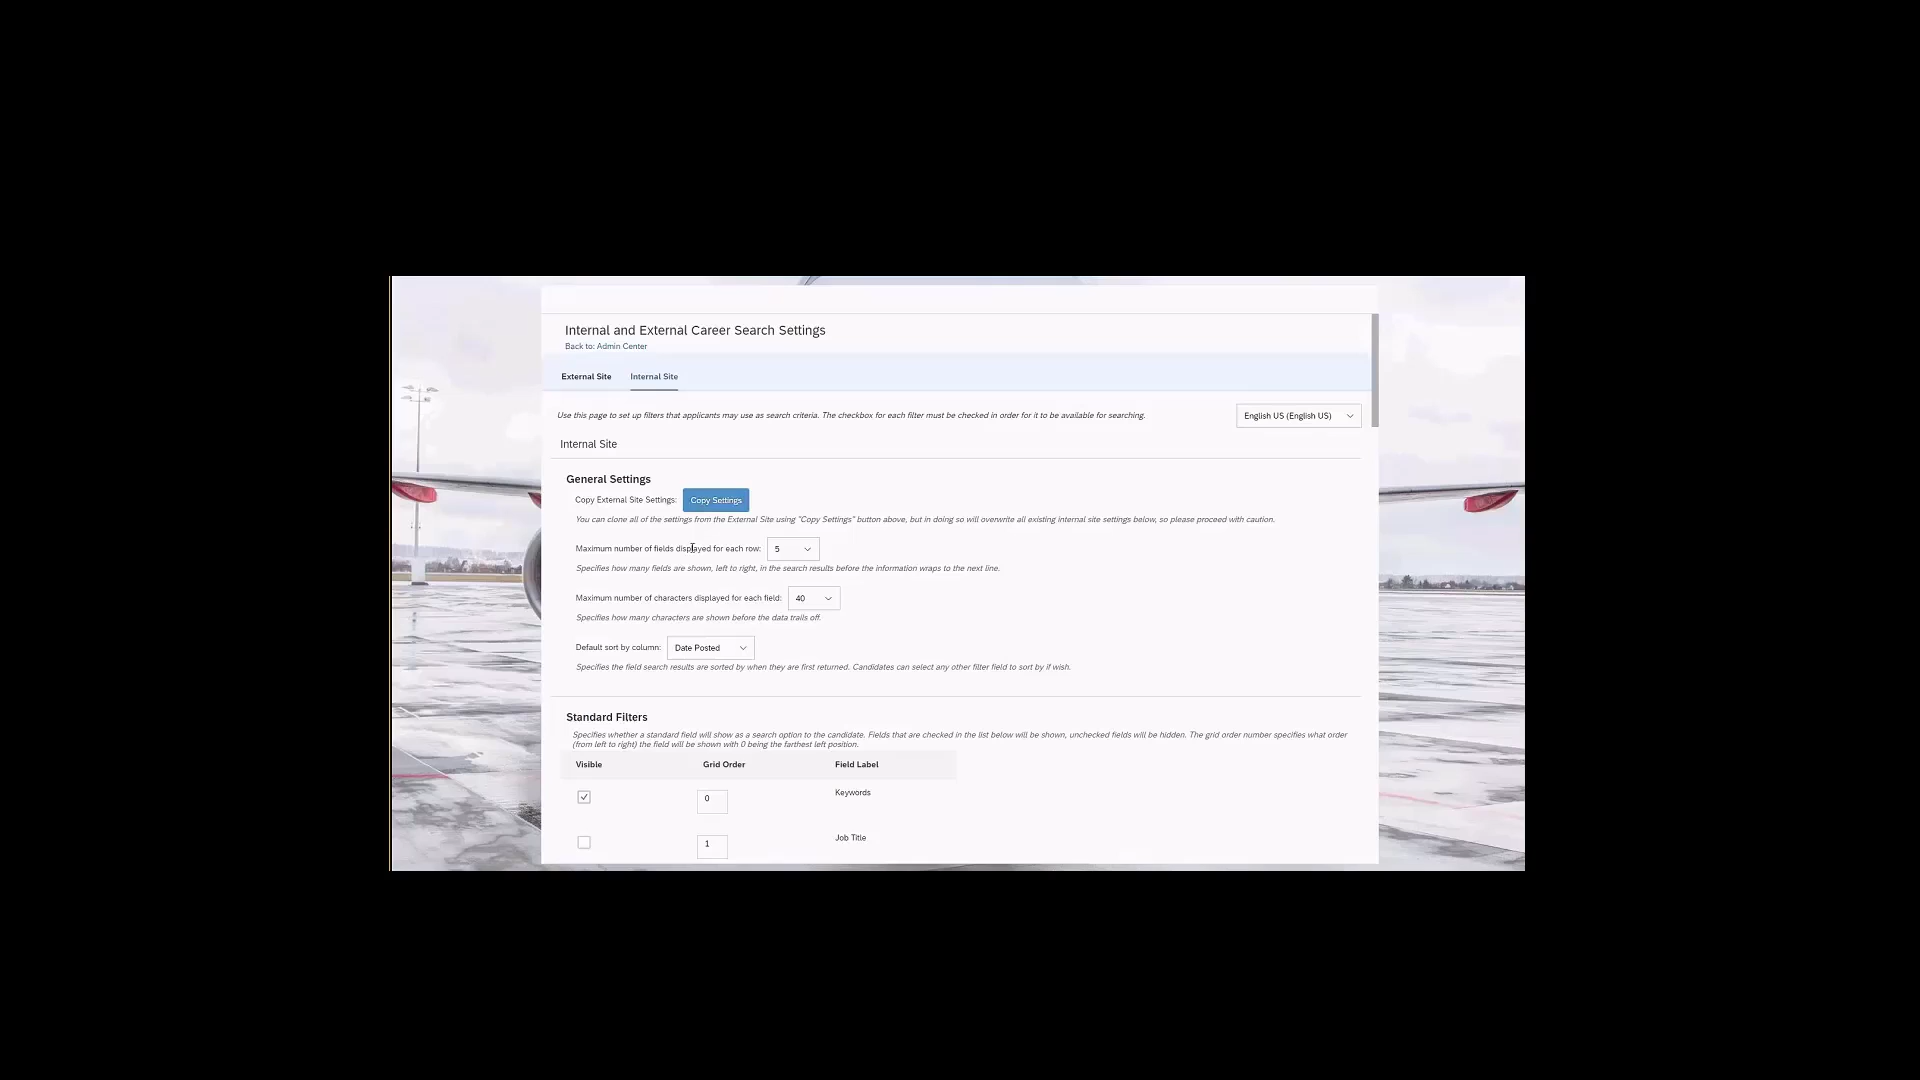 Internal and External Career Search Settings
Back to: Admin Center
External Site Internal Site
Use this page to set up filters that applicants may use as search criteria. The checkbox for each filter must be checked in order for it to be available for searching.
English US (English US)
Internal Site
General Settings
Copy External Site Settings: Copy Settings
You can clone all of the settings from the External Site using "Copy Settings" button above, but in doing so will overwrite all existing internal site settings below, so please proceed with caution.
Maximum number of fields displayed for each row: 5
Specifies how many fields are shown, left to right, in the search results before the information wraps to the next line.
Maximum number of characters displayed for each field: 40
Specifies how many characters are shown before the data trails off.
Default sort by column: Date Posted
Specifies the field search results are sorted by when they are first returned. Candidates can select any other filter field to sort by if wish.
Standard Filters
Specifies whether a standard field will show as a search option to the candidate. Fields that are checked in the list below will be shown, unchecked fields will be hidden. The grid order number specifies what order
(from left to right) the field will be shown with 0 being the farthest left position.
Visible Grid Order Field Label
0 Keywords
1 Job Title